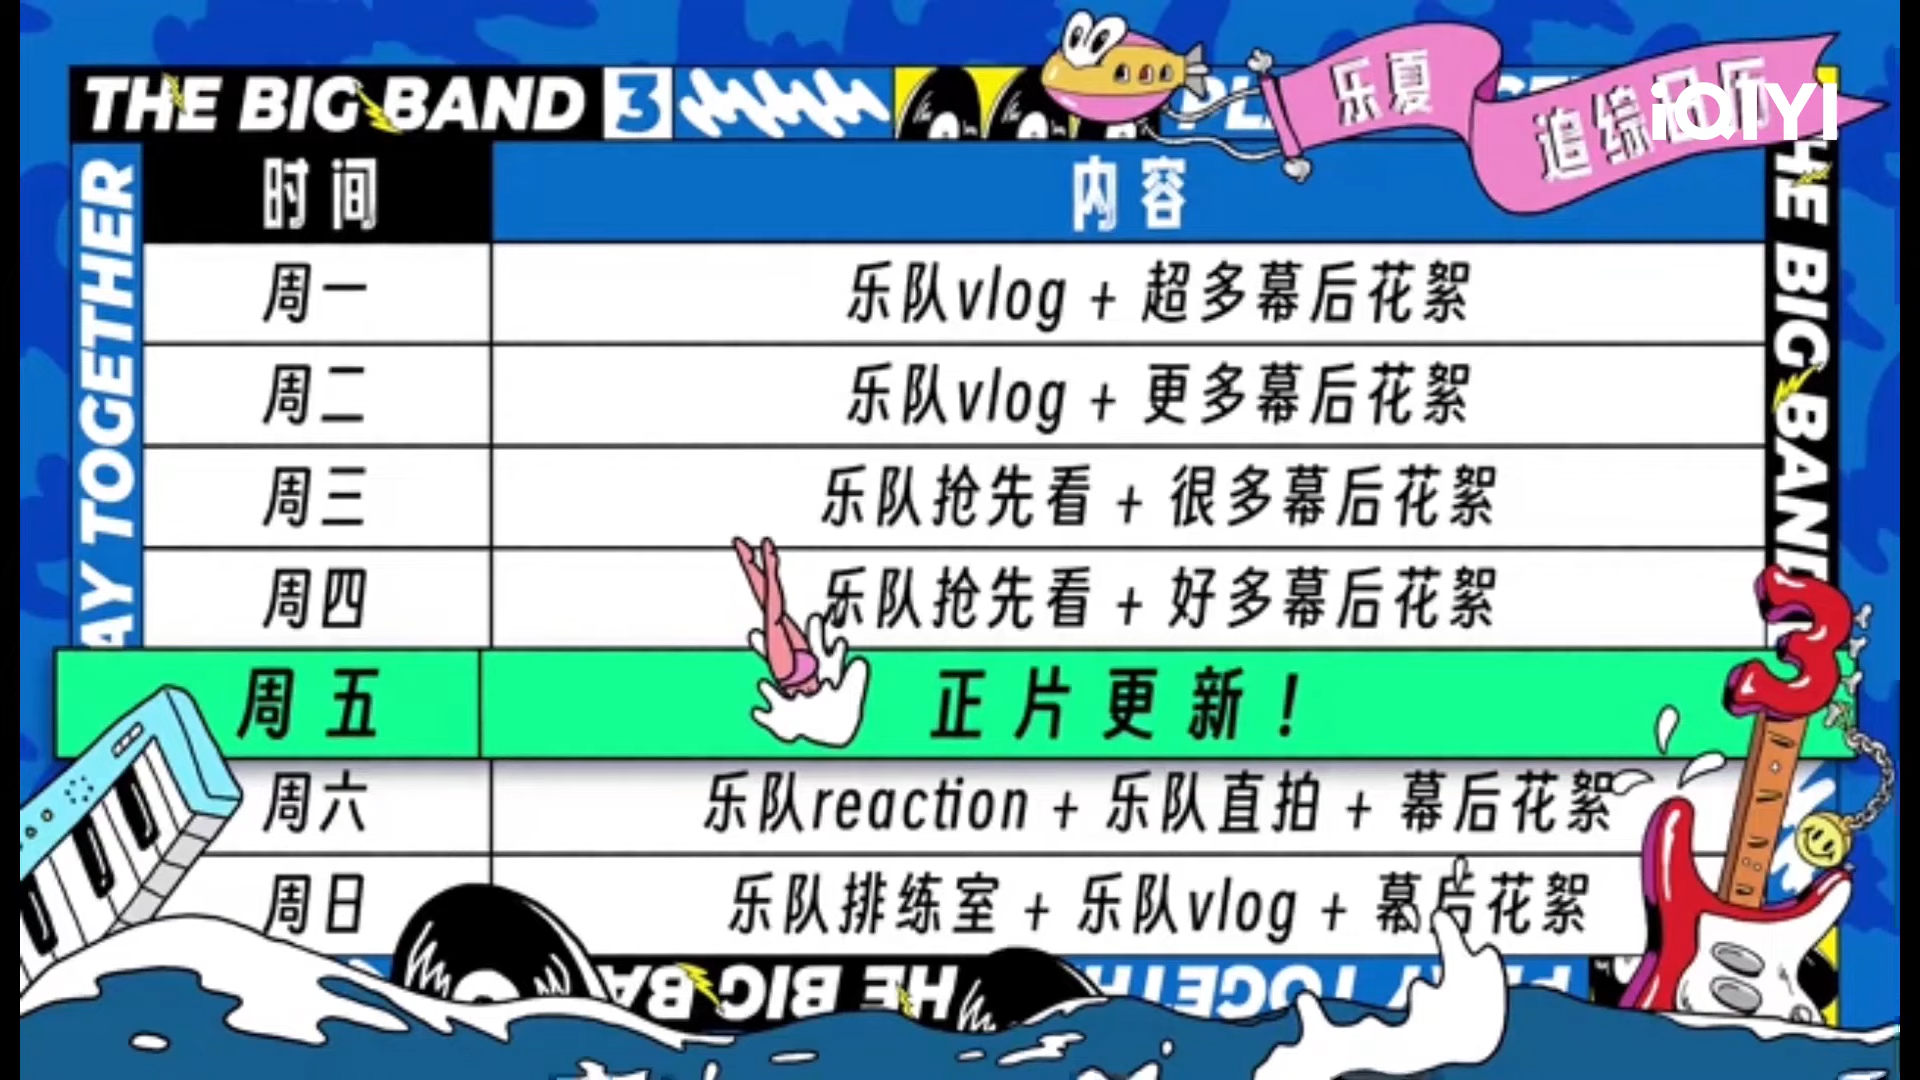 THE BIG BAND 3
乐夏
追综日历
iQIYI
时间 内容
周一 乐队vlog + 超多幕后花絮
周二 乐队vlog + 更多幕后花絮
周三 乐队抢先看 + 很多幕后花絮
周四 乐队抢先看 + 好多幕后花絮
周五 正片更新！
周六 乐队reaction + 乐队直拍 + 幕后花絮
周日 乐队排练室 + 乐队vlog + 幕后花絮
AY TOGETHER
HE BIG BAND
HE BIG BA